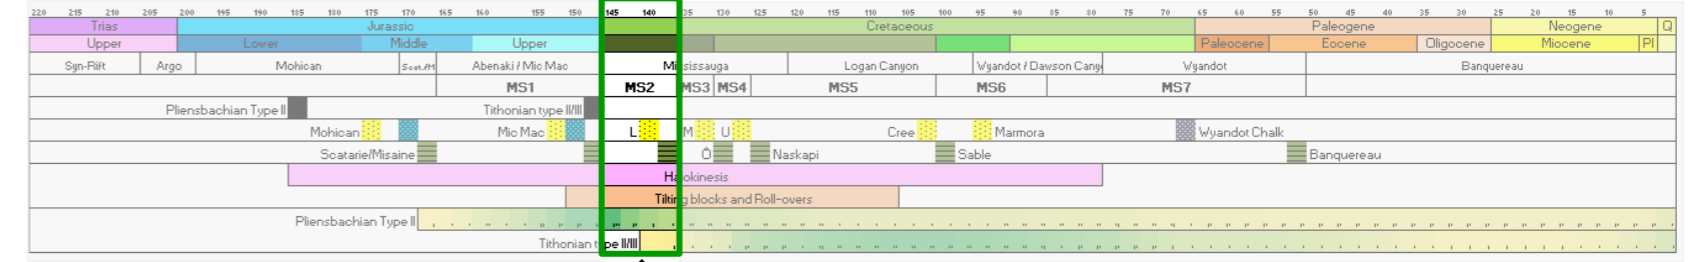 220 215 210 205 200 195 190 185 180 175 170 165 160 155 150 145 140 135 130 125 120 115 110 105 100 95 90 85 80 75 70 65 60 55 50 45 40 35 30 25 20 15 10 5
Trias Jurassic Cretaceous Paleogene Neogene Q
Upper Lower Middle Upper Paleocene Eocene Oligocene Miocene Pl
Syn-Rift Argo Mohican Scat./M Abenaki / Mic Mac Mississauga Logan Canyon Wyandot / Dawson Cany Wyandot Banquereau
MS1 MS2 MS3 MS4 MS5 MS6 MS7
Pliensbachian Type II Tithonian type II/III
Mohican Mic Mac L M U Cree Marmora Wyandot Chalk
Scatarie/Misaine Ô Naskapi Sable Banquereau
Halokinesis
Tilting blocks and Roll-overs
Pliensbachian Type II
Tithonian type II/III